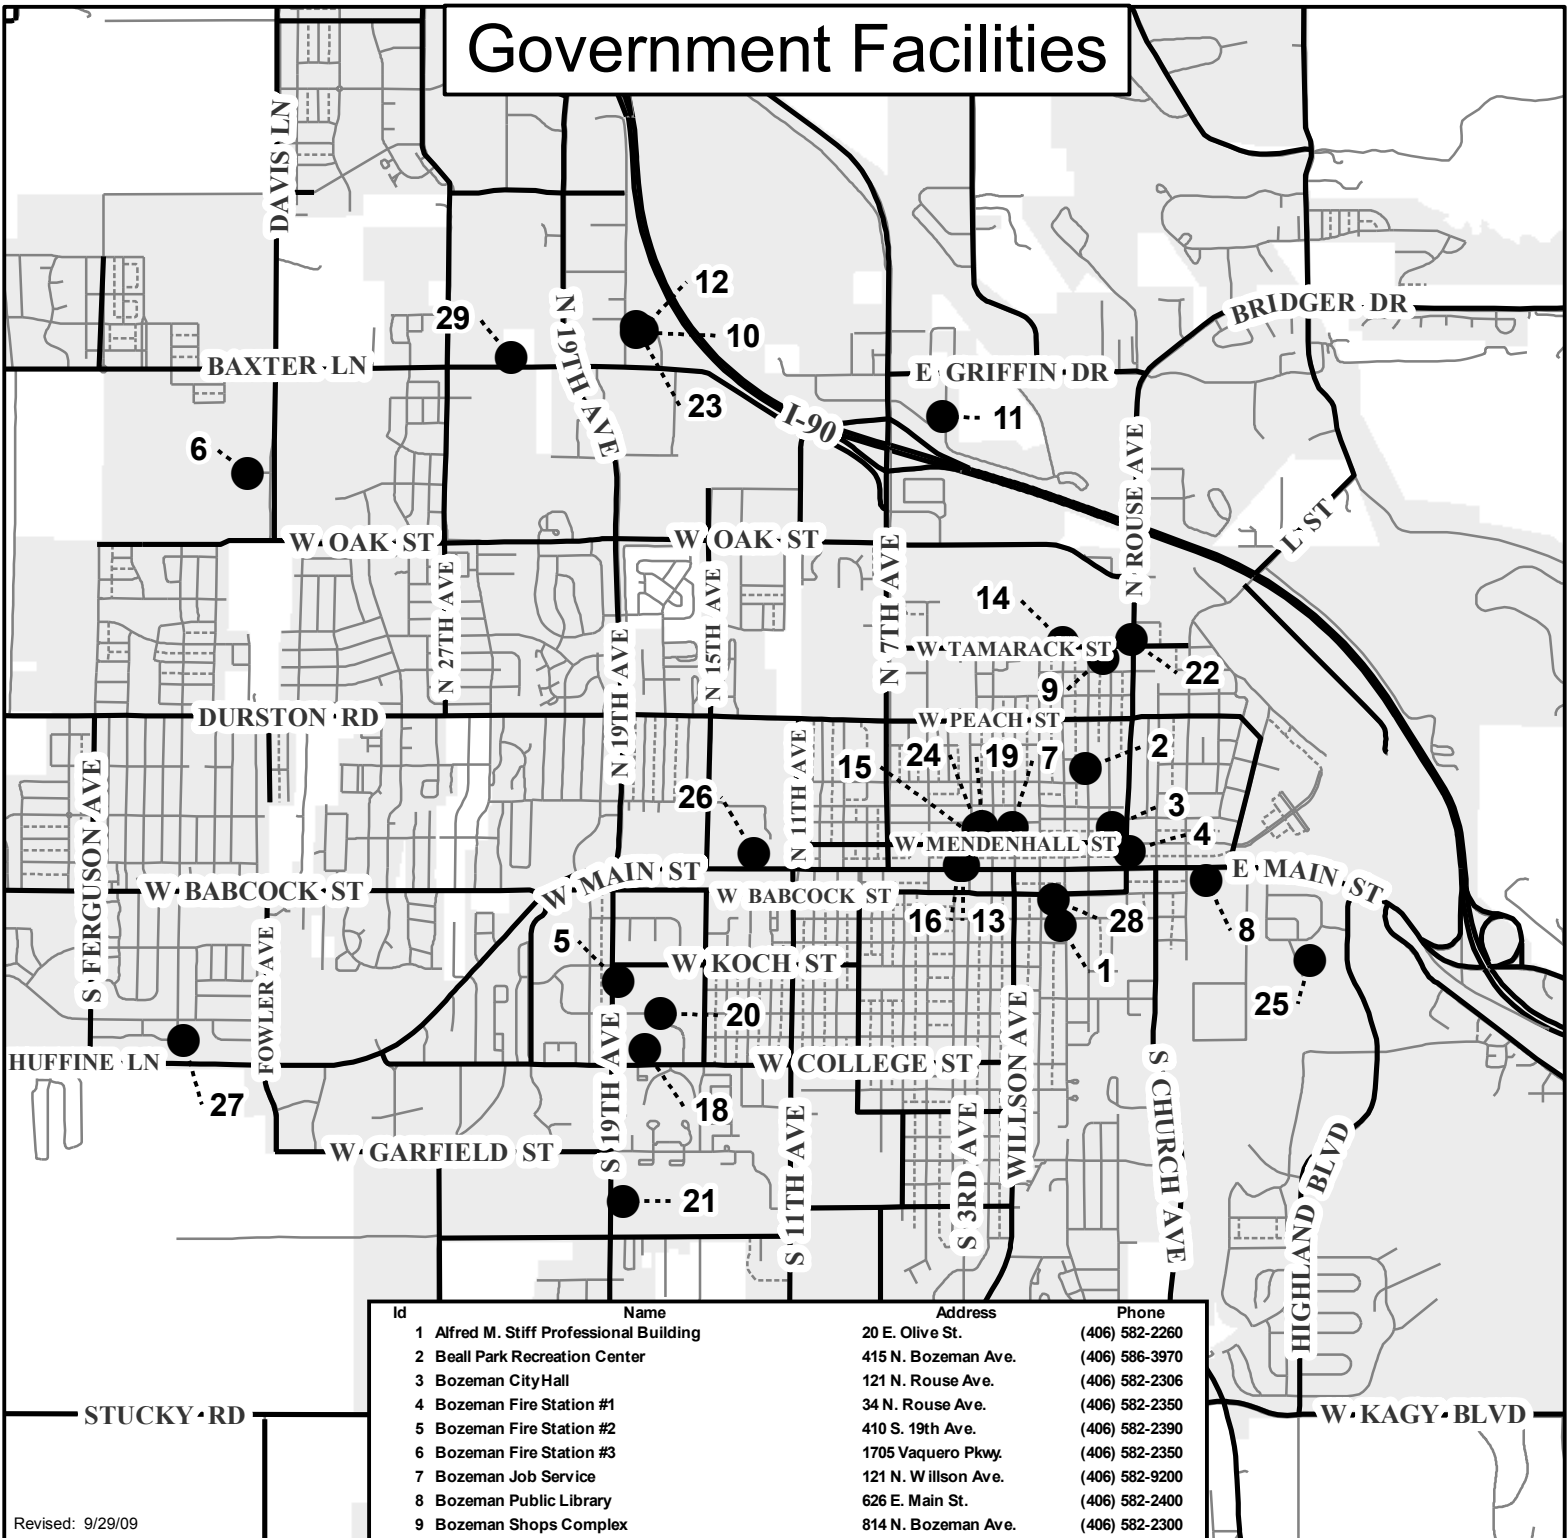 Government Facilities
DAVIS LN
12
29
10
N 19TH AVE
BRIDGER DR
BAXTER LN
E GRIFFIN DR
23
I-90
11
6
N ROUSE AVE
L ST
W OAK ST
W OAK ST
N 27TH AVE
N 15TH AVE
N 7TH AVE
14
N 19TH AVE
W TAMARACK ST
22
9
DURSTON RD
W PEACH ST
S FERGUSON AVE
N 11TH AVE
15
24
19
7
2
26
3
4
W MENDENHALL ST
W MAIN ST
E MAIN ST
W BABCOCK ST
W BABCOCK ST
16
13
28
8
5
FOWLER AVE
W KOCH ST
1
25
20
S 19TH AVE
WILLSON AVE
HUFFINE LN
W COLLEGE ST
27
18
S 11TH AVE
S 3RD AVE
S CHURCH AVE
W GARFIELD ST
21
HIGHLAND BLVD
Id Name Address Phone
1 Alfred M. Stiff Professional Building 20 E. Olive St. (406) 582-2260
2 Beall Park Recreation Center 415 N. Bozeman Ave. (406) 586-3970
3 Bozeman City Hall 121 N. Rouse Ave. (406) 582-2306
4 Bozeman Fire Station #1 34 N. Rouse Ave. (406) 582-2350
5 Bozeman Fire Station #2 410 S. 19th Ave. (406) 582-2390
6 Bozeman Fire Station #3 1705 Vaquero Pkwy. (406) 582-2350
7 Bozeman Job Service 121 N. Willson Ave. (406) 582-9200
8 Bozeman Public Library 626 E. Main St. (406) 582-2400
9 Bozeman Shops Complex 814 N. Bozeman Ave. (406) 582-2300
STUCKY RD
W KAGY BLVD
Revised: 9/29/09